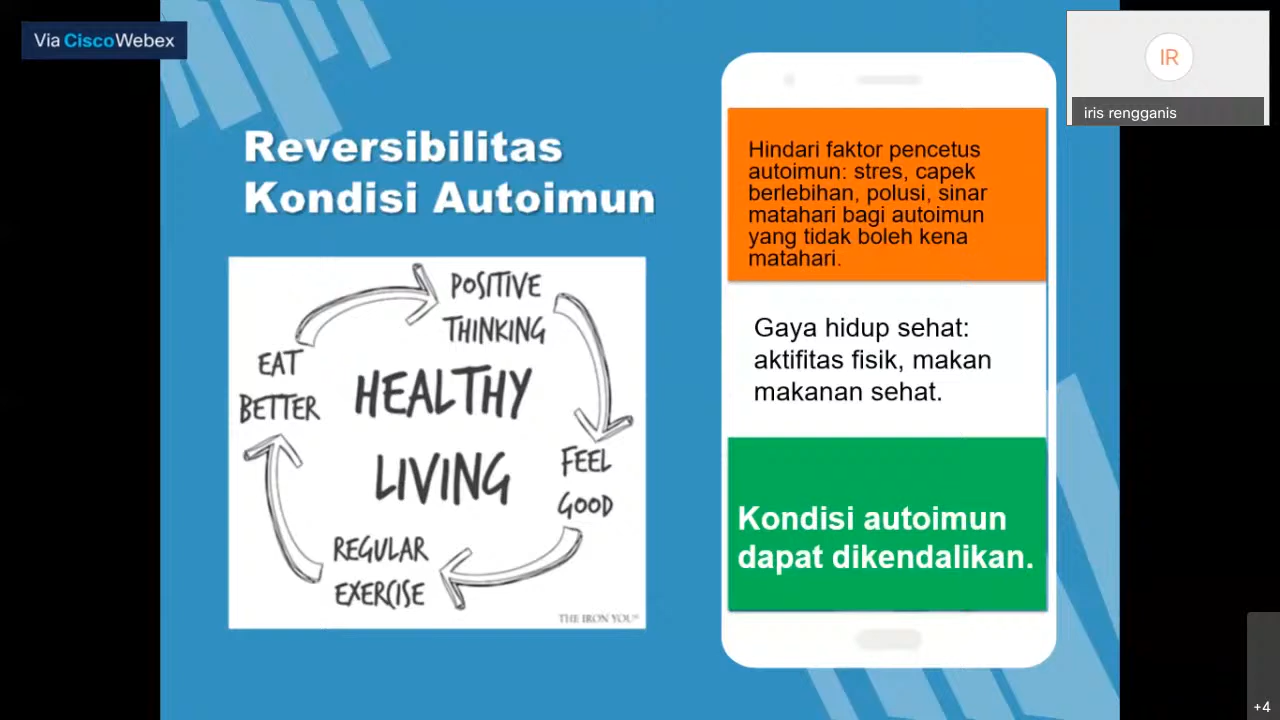 Via CiscoWebex
IR
iris rengganis
Reversibilitas
Kondisi Autoimun
POSITIVE
THINKING
EAT
BETTER
HEALTHY
LIVING
FEEL
GOOD
REGULAR
EXERCISE
THE IRON YOU
Hindari faktor pencetus
autoimun: stres, capek
berlebihan, polusi, sinar
matahari bagi autoimun
yang tidak boleh kena
matahari.
Gaya hidup sehat:
aktifitas fisik, makan
makanan sehat.
Kondisi autoimun
dapat dikendalikan.
+4